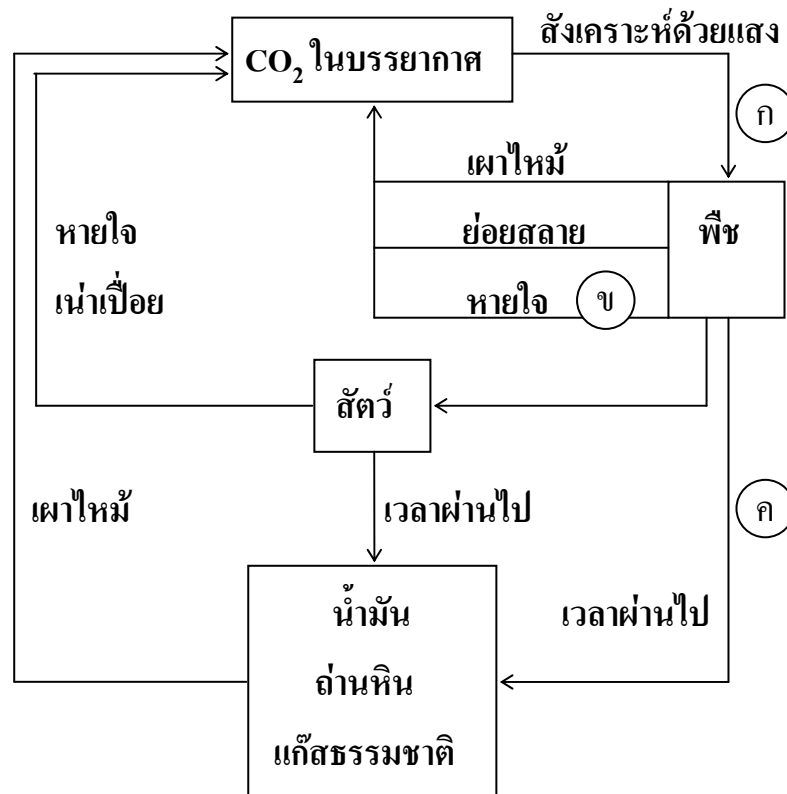 สังเคราะห์ด้วยแสง
CO₂ ในบรรยากาศ
ก
เผาไหม้
พืช
หายใจ
ย่อยสลาย
เน่าเปื่อย
หายใจ
ข
สัตว์
เผาไหม้
เวลาผ่านไป
ค
น้ำมัน
เวลาผ่านไป
ถ่านหิน
แก๊สธรรมชาติ